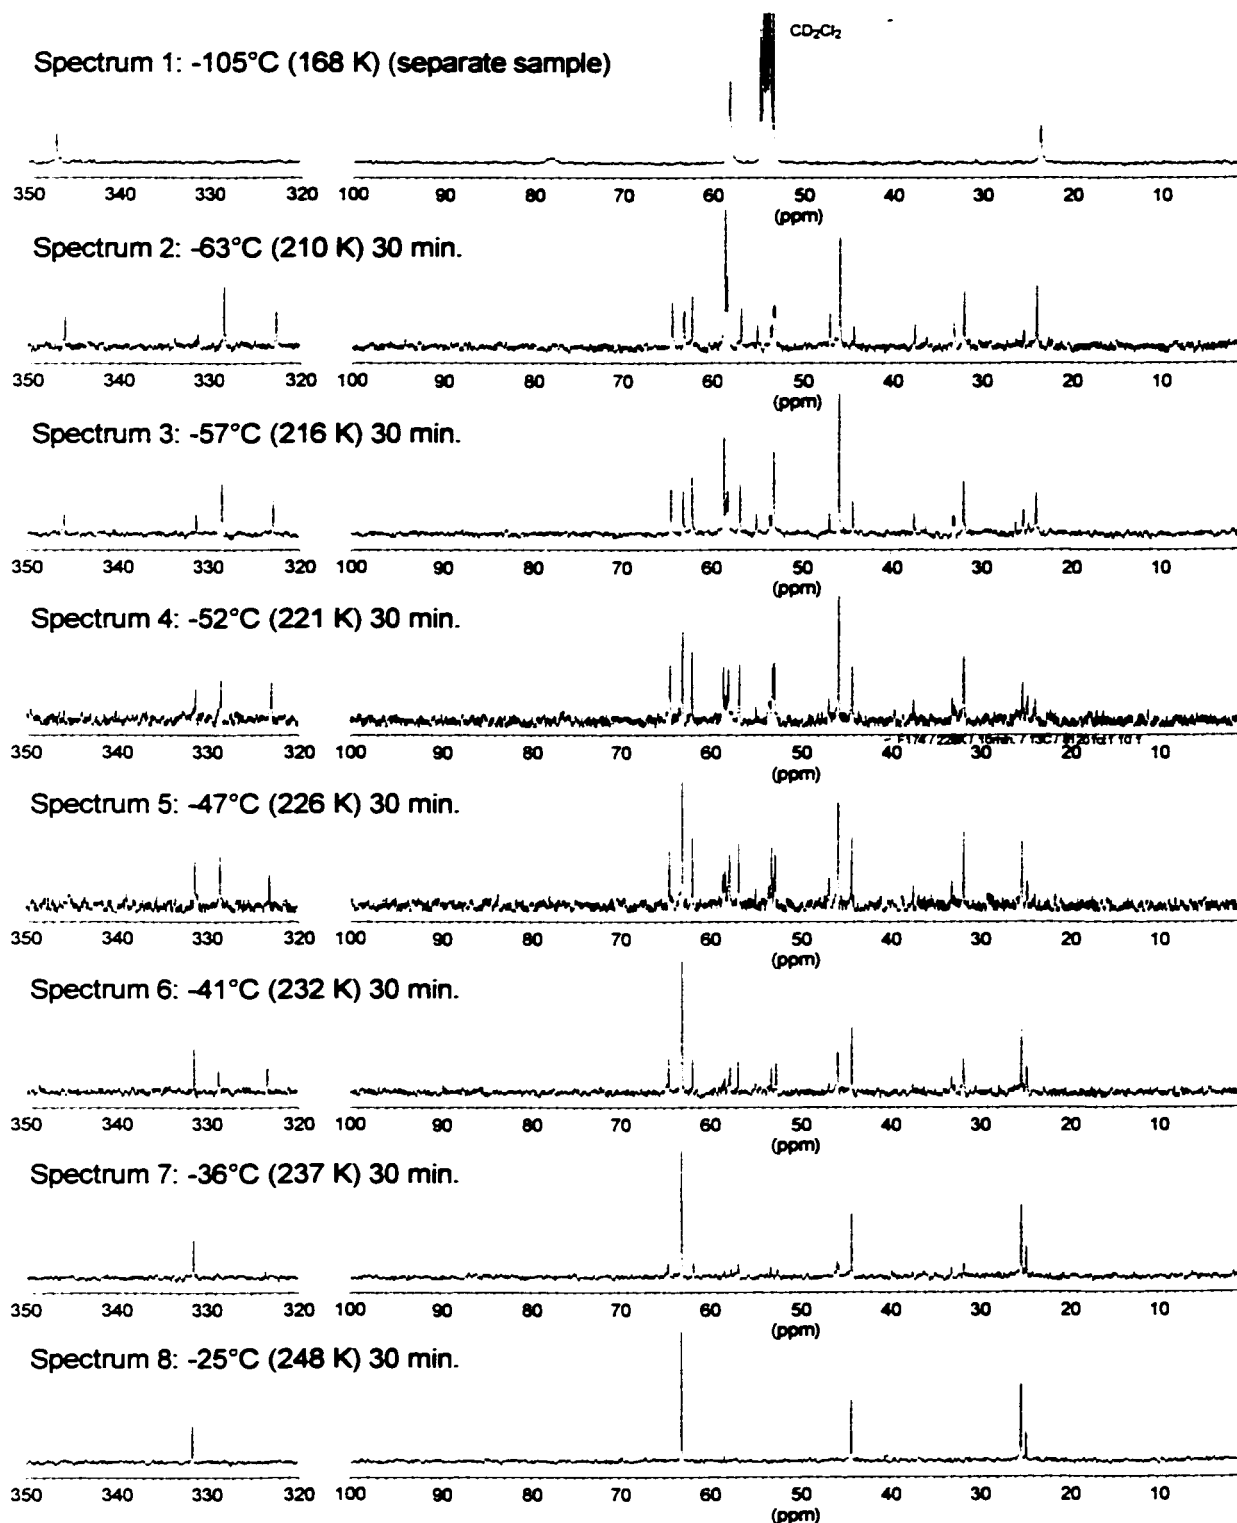 CD₂Cl₂
Spectrum 1: -105°C (168 K) (separate sample)
350 340 330 320 100 90 80 70 60 50 40 30 20 10
(ppm)
Spectrum 2: -63°C (210 K) 30 min.
350 340 330 320 100 90 80 70 60 50 40 30 20 10
(ppm)
Spectrum 3: -57°C (216 K) 30 min.
350 340 330 320 100 90 80 70 60 50 40 30 20 10
(ppm)
Spectrum 4: -52°C (221 K) 30 min.
350 340 330 320 100 90 80 70 60 50 40 30 20 10
(ppm)
Spectrum 5: -47°C (226 K) 30 min.
350 340 330 320 100 90 80 70 60 50 40 30 20 10
(ppm)
Spectrum 6: -41°C (232 K) 30 min.
350 340 330 320 100 90 80 70 60 50 40 30 20 10
(ppm)
Spectrum 7: -36°C (237 K) 30 min.
350 340 330 320 100 90 80 70 60 50 40 30 20 10
(ppm)
Spectrum 8: -25°C (248 K) 30 min.
350 340 330 320 100 90 80 70 60 50 40 30 20 10
(ppm)